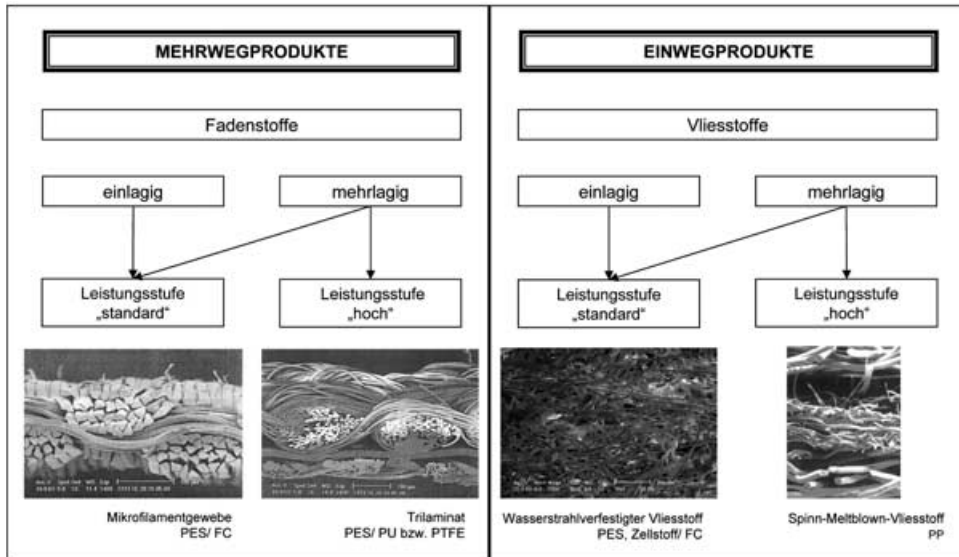 MEHRWEGPRODUKTE
Fadenstoffe
einlagig
mehrlagig
Leistungsstufe
„standard“
Leistungsstufe
„hoch“
Mikrofilamentgewebe
PES/ FC
Trilaminat
PES/ PU bzw. PTFE
EINWEGPRODUKTE
Vliesstoffe
einlagig
mehrlagig
Leistungsstufe
„standard“
Leistungsstufe
„hoch“
Wasserstrahlverfestigter Vliesstoff
PES, Zellstoff/ FC
Spinn-Meltblown-Vliesstoff
PP